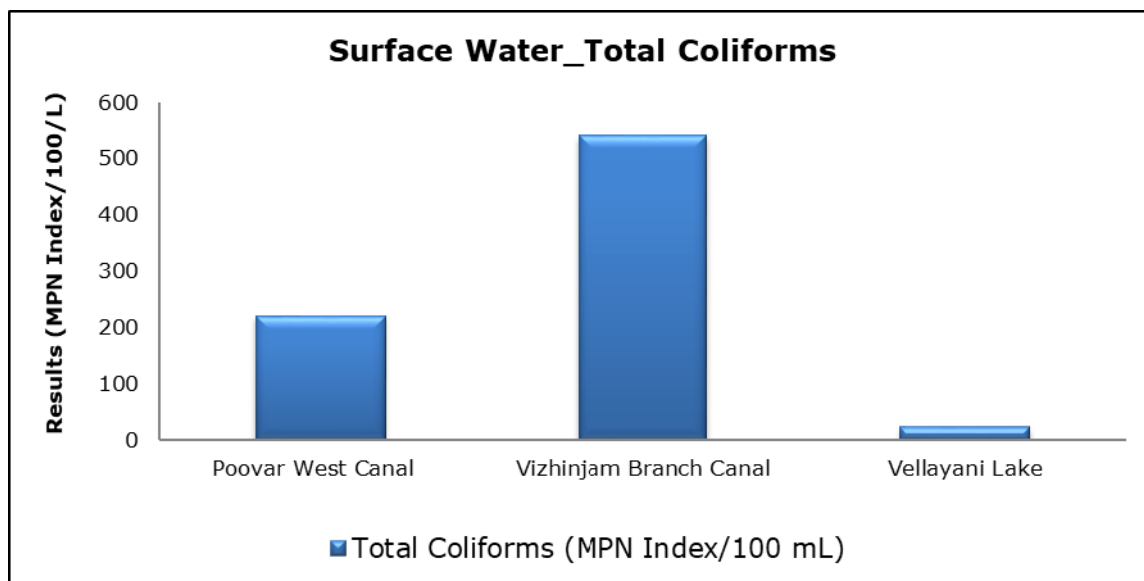 Surface Water_Total Coliforms
Results (MPN Index/100/L)
600
500
400
300
200
100
0
Poovar West Canal
Vizhinjam Branch Canal
Vellayani Lake
Total Coliforms (MPN Index/100 mL)